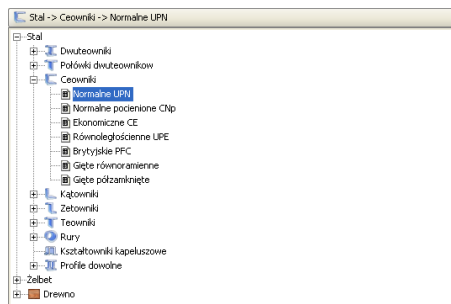 Stal -> Ceowniki -> Normalne UPN
Stal
Dwuteowniki
Połówki dwuteownikow
Ceowniki
Normalne UPN
Normalne pocienione CNp
Ekonomiczne CE
Równoległościenne UPE
Brytyjskie PFC
Gięte równoramienne
Gięte półzamknięte
Kątowniki
Zetowniki
Teowniki
Rury
Kształtowniki kapeluszowe
Profile dowolne
Żelbet
Drewno